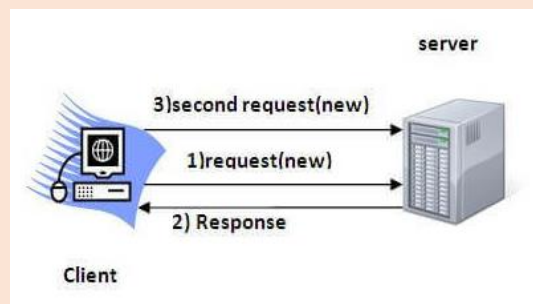 server
3)second request(new)
1)request(new)
2) Response
Client